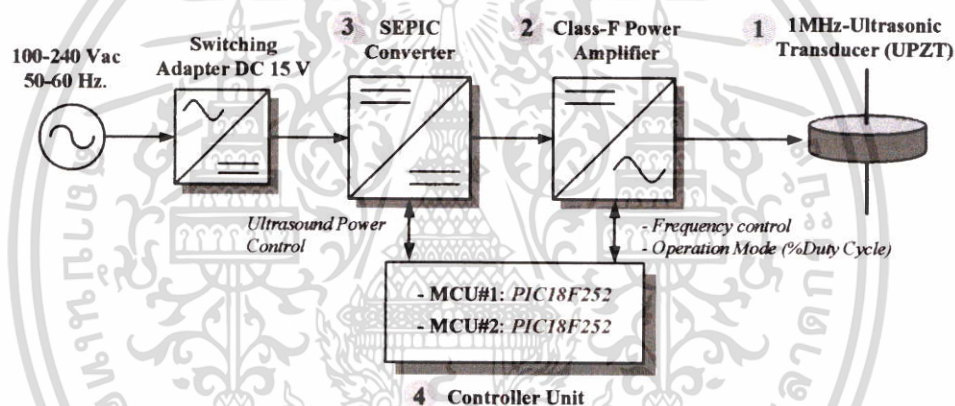 100-240 Vac
50-60 Hz.
Switching
Adapter DC 15 V
3 SEPIC
Converter
2 Class-F Power
Amplifier
1 1MHz-Ultrasonic
Transducer (UPZT)
Ultrasound Power
Control
- Frequency control
- Operation Mode (%Duty Cycle)
- MCU#1: PIC18F252
- MCU#2: PIC18F252
4 Controller Unit